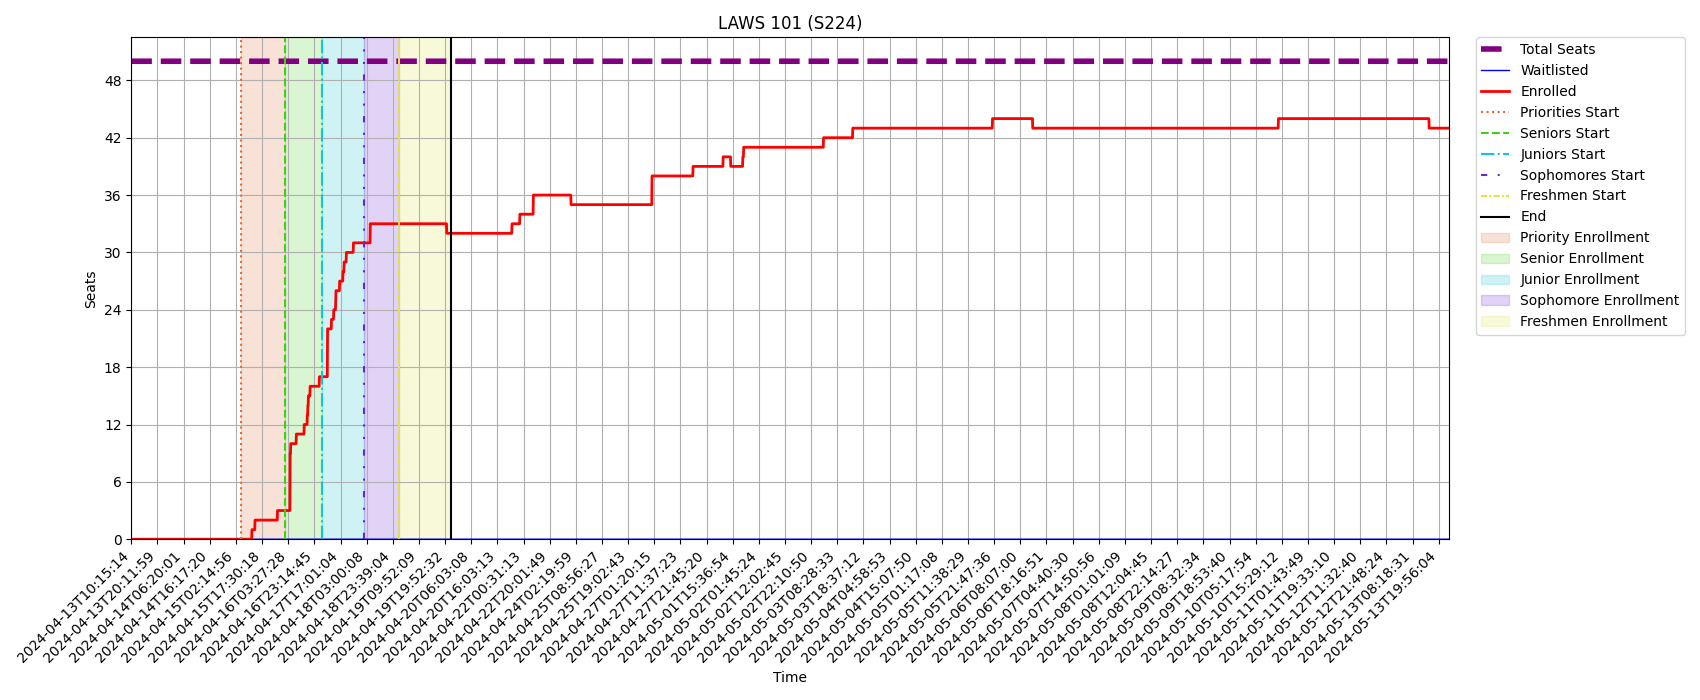 LAWS 101 (S224)
Seats
48
42
36
30
24
18
12
6
0
2024-04-13T10:15:14
2024-04-13T20:11:59
2024-04-14T06:20:01
2024-04-14T16:17:20
2024-04-15T02:14:56
2024-04-15T17:30:18
2024-04-16T03:27:28
2024-04-16T23:14:45
2024-04-17T17:01:04
2024-04-18T03:00:08
2024-04-18T23:39:04
2024-04-19T09:52:09
2024-04-19T19:52:32
2024-04-20T06:03:08
2024-04-20T16:03:13
2024-04-22T00:31:13
2024-04-22T20:01:49
2024-04-24T02:19:59
2024-04-25T08:56:27
2024-04-25T19:02:43
2024-04-27T01:20:15
2024-04-27T11:37:23
2024-04-27T21:45:20
2024-05-01T15:36:54
2024-05-02T01:45:24
2024-05-02T12:02:45
2024-05-02T22:10:50
2024-05-03T08:28:33
2024-05-03T18:37:12
2024-05-04T04:58:53
2024-05-04T15:07:50
2024-05-05T01:17:08
2024-05-05T11:38:29
2024-05-05T21:47:36
2024-05-06T08:07:00
2024-05-06T18:16:51
2024-05-07T04:40:30
2024-05-07T14:50:56
2024-05-08T01:01:09
2024-05-08T12:04:45
2024-05-08T22:14:27
2024-05-09T08:32:34
2024-05-09T18:53:40
2024-05-10T05:17:54
2024-05-10T15:29:12
2024-05-11T01:43:49
2024-05-11T19:33:10
2024-05-12T11:32:40
2024-05-12T21:48:24
2024-05-13T08:18:31
2024-05-13T19:56:04
Time
Total Seats
Waitlisted
Enrolled
Priorities Start
Seniors Start
Juniors Start
Sophomores Start
Freshmen Start
End
Priority Enrollment
Senior Enrollment
Junior Enrollment
Sophomore Enrollment
Freshmen Enrollment